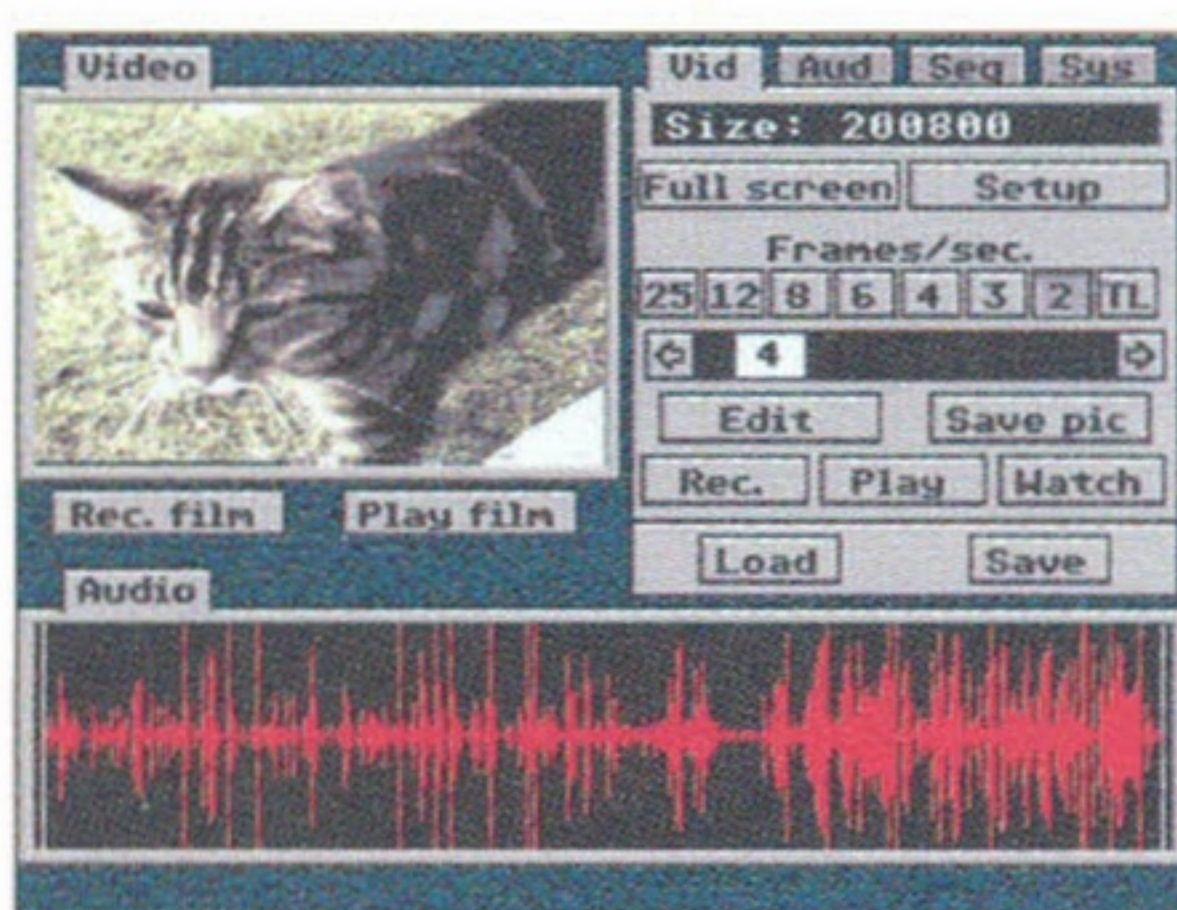 Video
Vid Aud Seq Sys
Size: 200800
Full screen Setup
Frames/sec.
25 12 8 6 4 3 2 TL
4
Edit Save pic
Rec. Play Watch
Rec. film Play film
Load Save
Audio